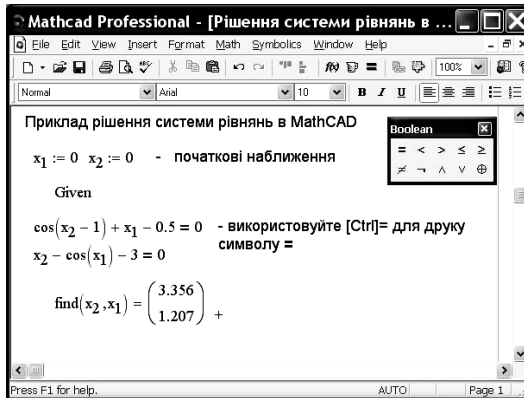 Mathcad Professional - [Рішення системи рівнянь в ...
File Edit View Insert Format Math Symbolics Window Help
100%
Normal Arial 10 B I U
Приклад рішення системи рівнянь в MathCAD
Boolean
= < > ≤ ≥
≠ ¬ ∧ ∨ ⊕
x₁ := 0 x₂ := 0 - початкові наближення
Given
cos(x₂ − 1) + x₁ − 0.5 = 0 - використовуйте [Ctrl]= для друку
символу =
x₂ − cos(x₁) − 3 = 0
find(x₂ ,x₁) = (3.356
1.207) +
Press F1 for help. AUTO Page 1